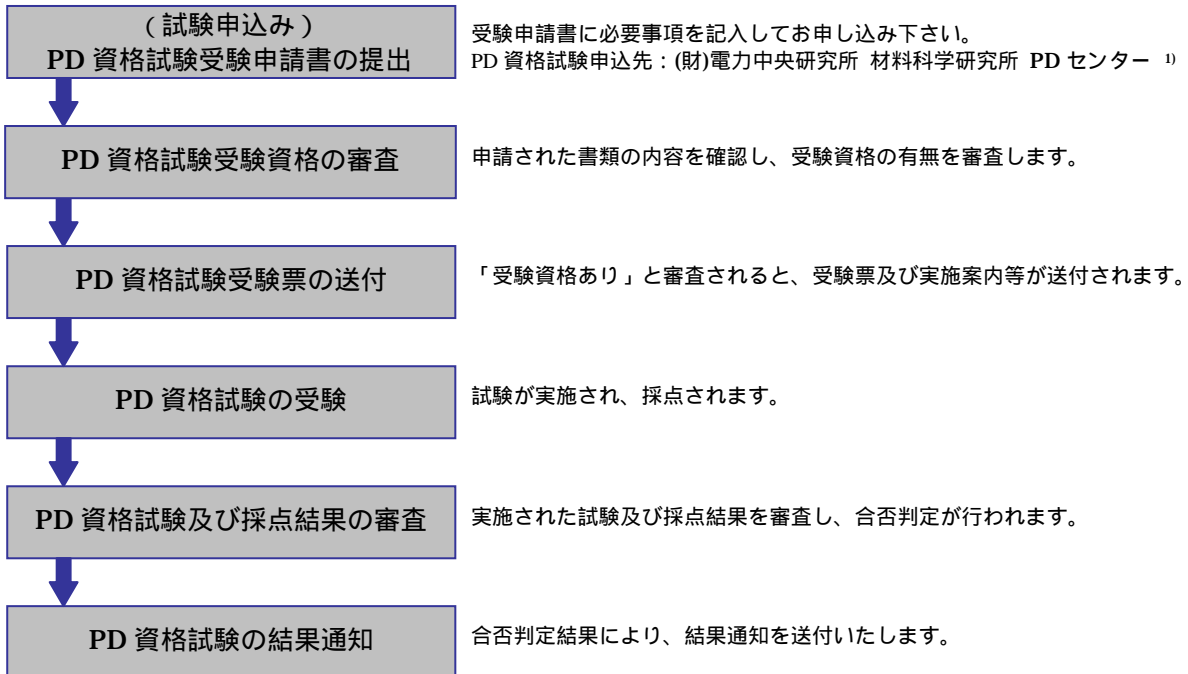 (試験申込み)
PD 資格試験受験申請書の提出
受験申請書に必要事項を記入してお申し込み下さい。
PD 資格試験申込先:(財)電力中央研究所 材料科学研究所 PD センター 1)
PD 資格試験受験資格の審査
申請された書類の内容を確認し、受験資格の有無を審査します。
PD 資格試験受験票の送付
「受験資格あり」と審査されると、受験票及び実施案内等が送付されます。
PD 資格試験の受験
試験が実施され、採点されます。
PD 資格試験及び採点結果の審査
実施された試験及び採点結果を審査し、合否判定が行われます。
PD 資格試験の結果通知
合否判定結果により、結果通知を送付いたします。